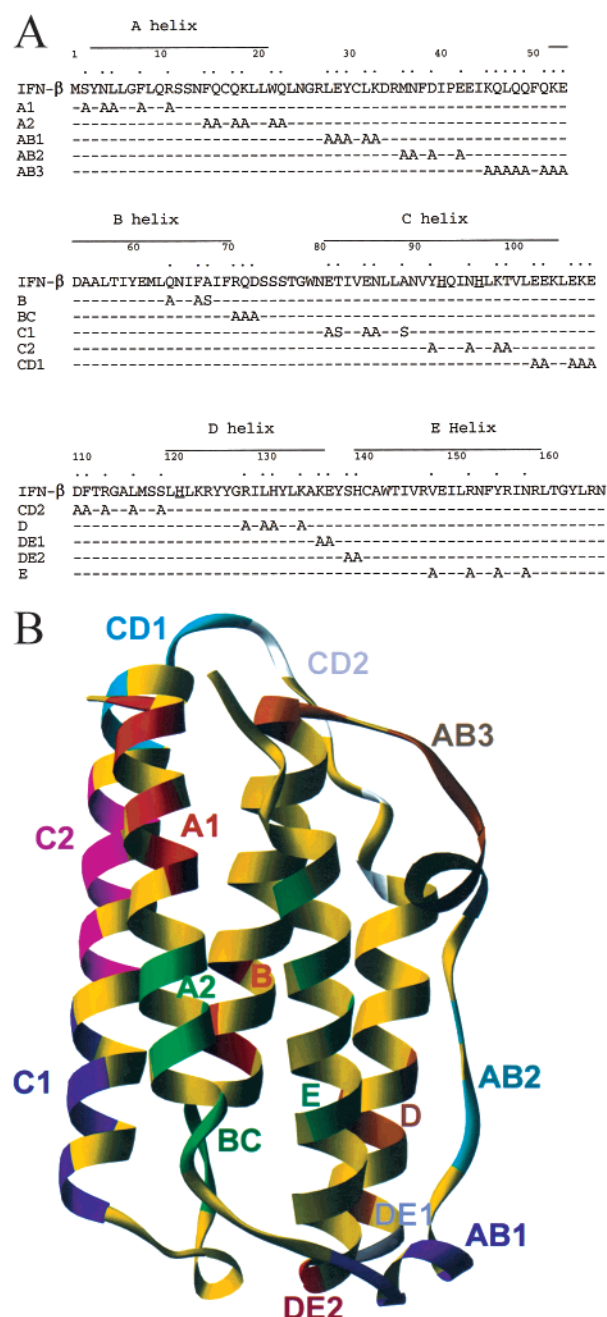 A
A helix
1 10 20 30 40 50
IFN-β MSYNLLGFLQRSSNFQCQKLLWQLNGRLEYCLKDRMNFDIPEEIKQLQQFQKE
A1 -A-AA--A--A------------------------------------------
A2 --------------AA-AA--AA------------------------------
AB1 ---------------------------AAA-AA--------------------
AB2 -----------------------------------AA-A--A-----------
AB3 --------------------------------------------AAAAA-AAA
B helix C helix
60 70 80 90 100
IFN-β DAALTIYEMLQNIFAIFRQDSSSTGWNETIVENLLANVYHQINHLKTVLEEKLEKE
B ----------A--AS-----------------------------------------
BC -----------------AAA------------------------------------
C1 ---------------------------AS--AA--S--------------------
C2 --------------------------------------A---A--AA---------
CD1 -------------------------------------------------AA--AAA
D helix E Helix
110 120 130 140 150 160
IFN-β DFTRGALMSSLHLKRYYGRILHYLKAKEYSHCAWTIVRVEILRNFYRINRLTGYLRN
CD2 AA-A--A--A-----------------------------------------------
D ------------------A-AA--A--------------------------------
DE1 --------------------------AA-----------------------------
DE2 -----------------------------AA--------------------------
E --------------------------------------A---A--A--A--------
B
CD1
CD2
AB3
C2
A1
A2
B
C1
AB2
E
D
BC
DE1
AB1
DE2